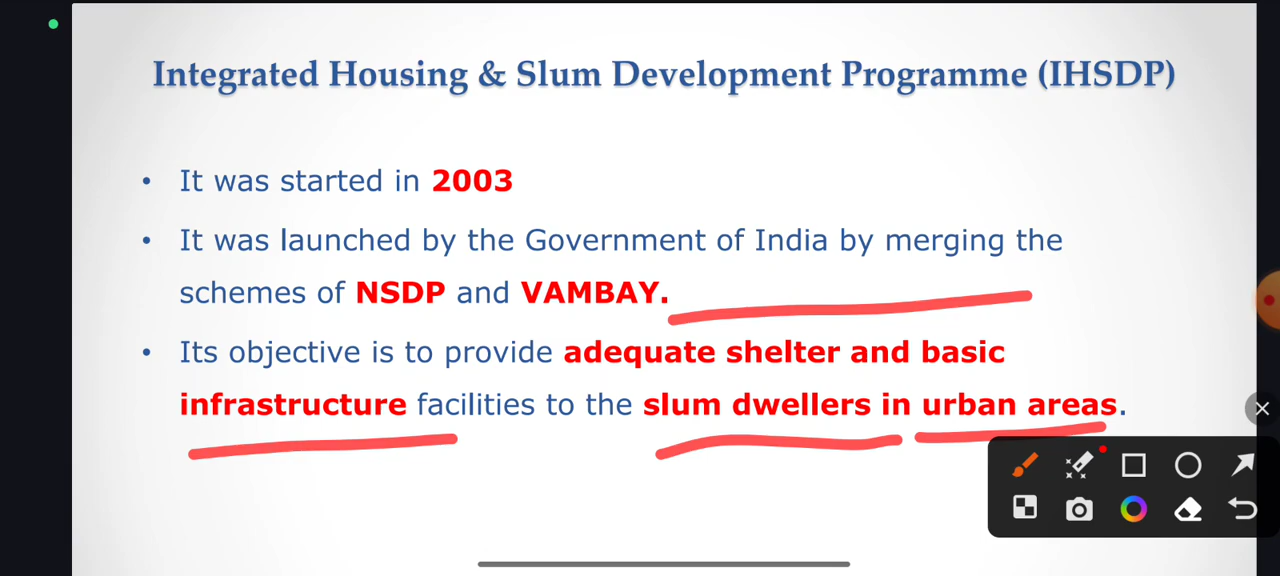 Integrated Housing & Slum Development Programme (IHSDP)
• It was started in 2003
• It was launched by the Government of India by merging the
schemes of NSDP and VAMBAY.
• Its objective is to provide adequate shelter and basic
infrastructure facilities to the slum dwellers in urban areas.